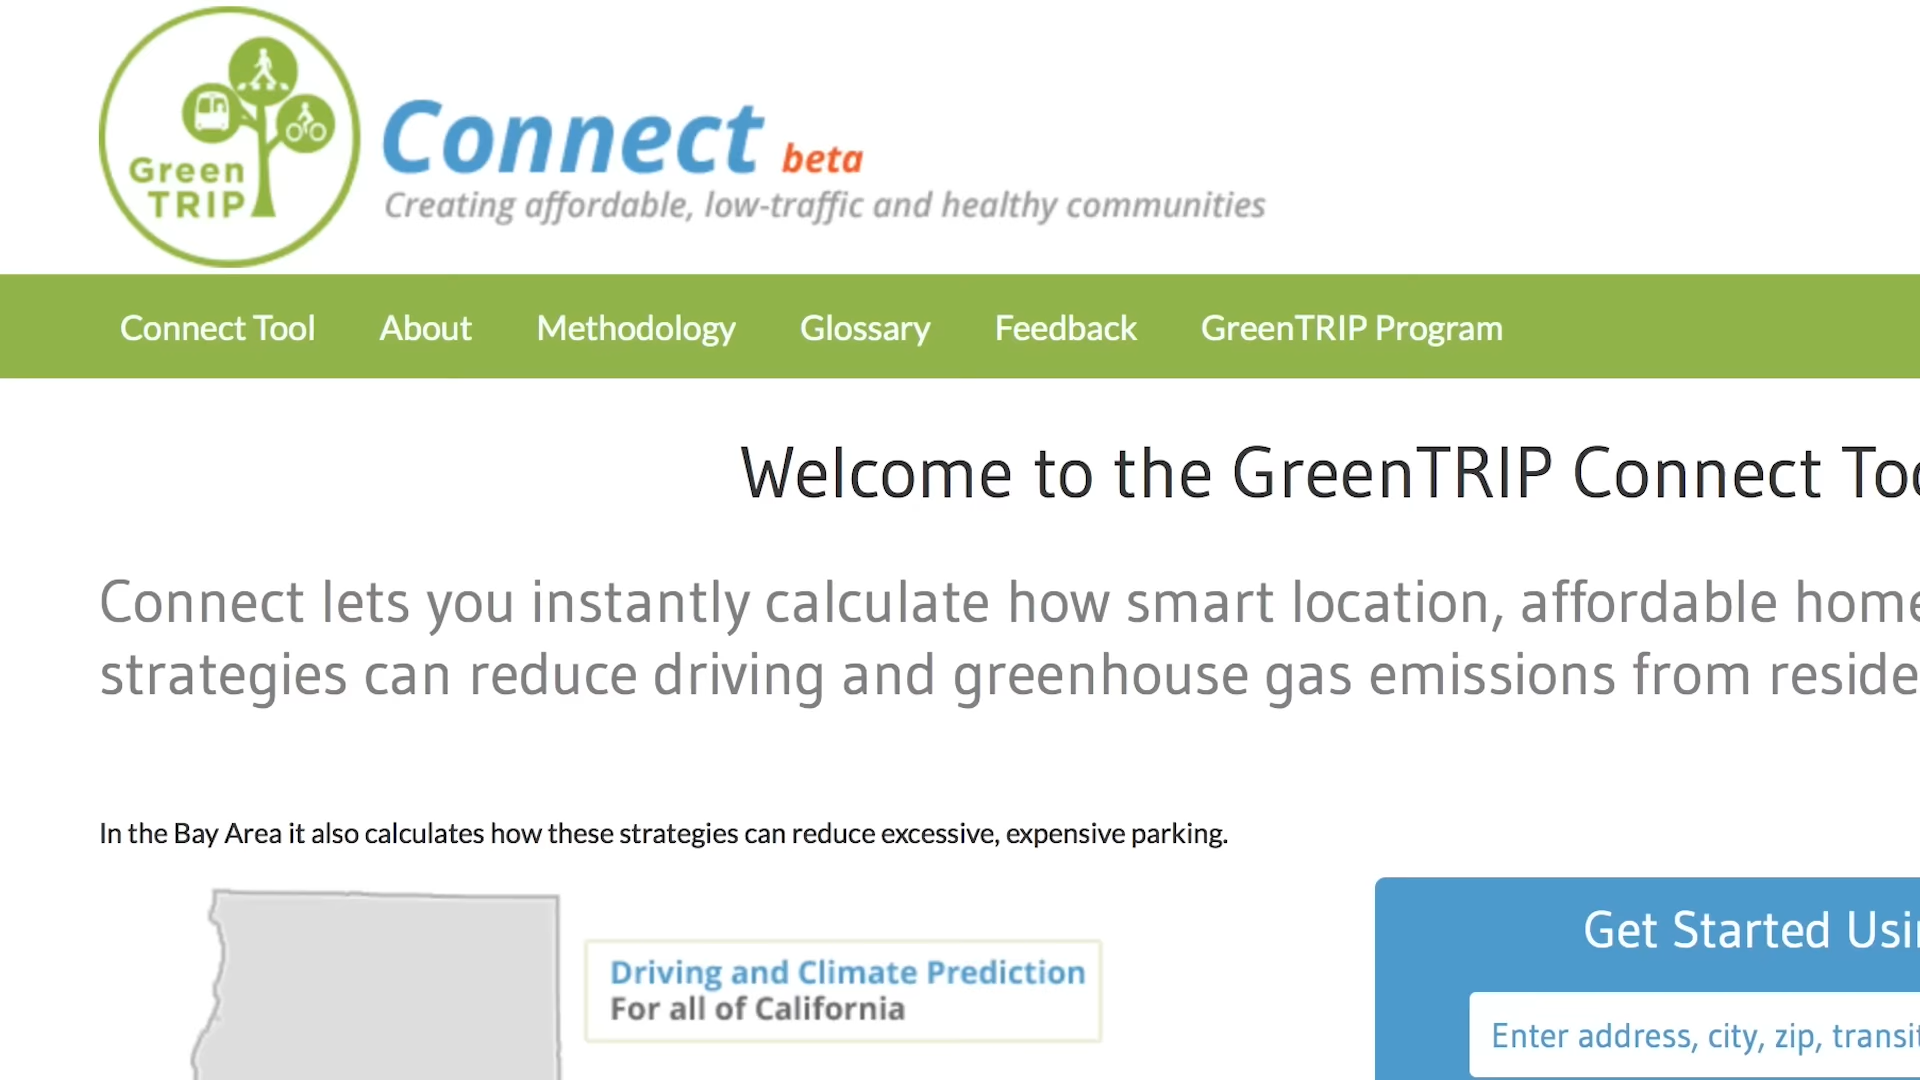 Green
TRIP
Connect beta
Creating affordable, low-traffic and healthy communities
Connect Tool About Methodology Glossary Feedback GreenTRIP Program
Welcome to the GreenTRIP Connect
Connect lets you instantly calculate how smart location, affordable
strategies can reduce driving and greenhouse gas emissions from
In the Bay Area it also calculates how these strategies can reduce excessive, expensive parking.
Driving and Climate Prediction
For all of California
Get Started
Enter address, city, zip,